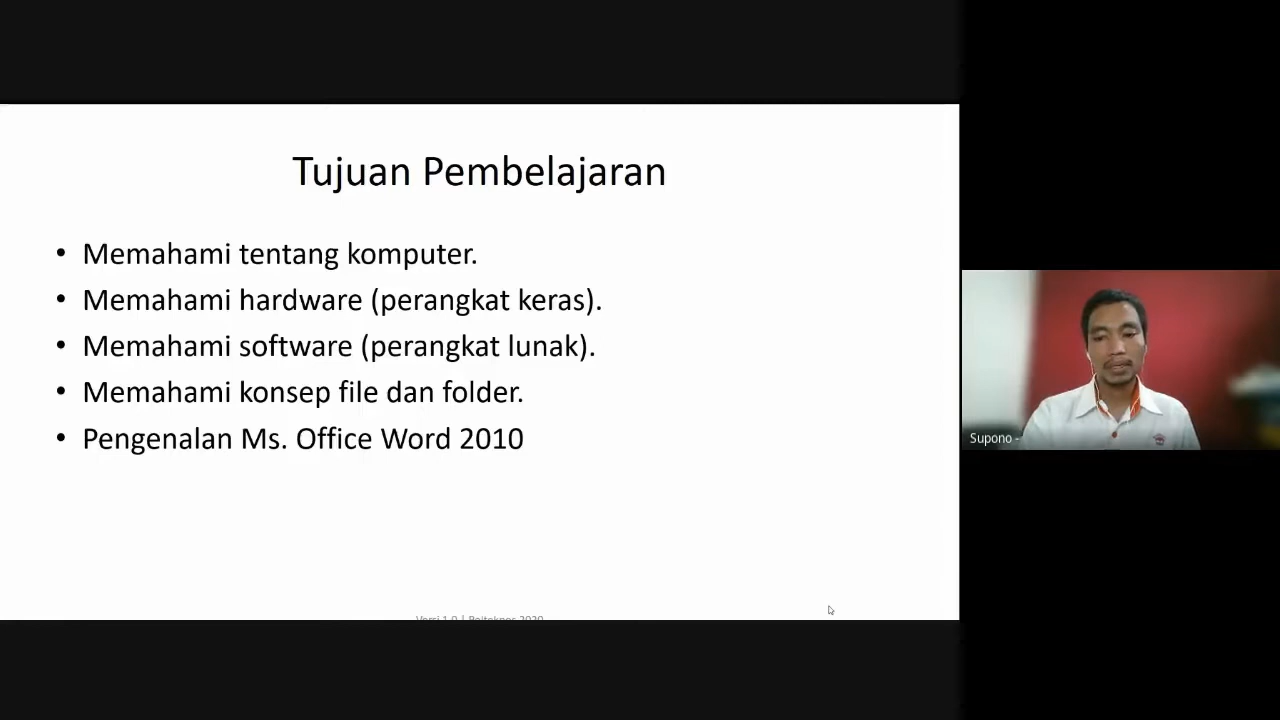 Tujuan Pembelajaran
• Memahami tentang komputer.
• Memahami hardware (perangkat keras).
• Memahami software (perangkat lunak).
• Memahami konsep file dan folder.
• Pengenalan Ms. Office Word 2010
Supono -